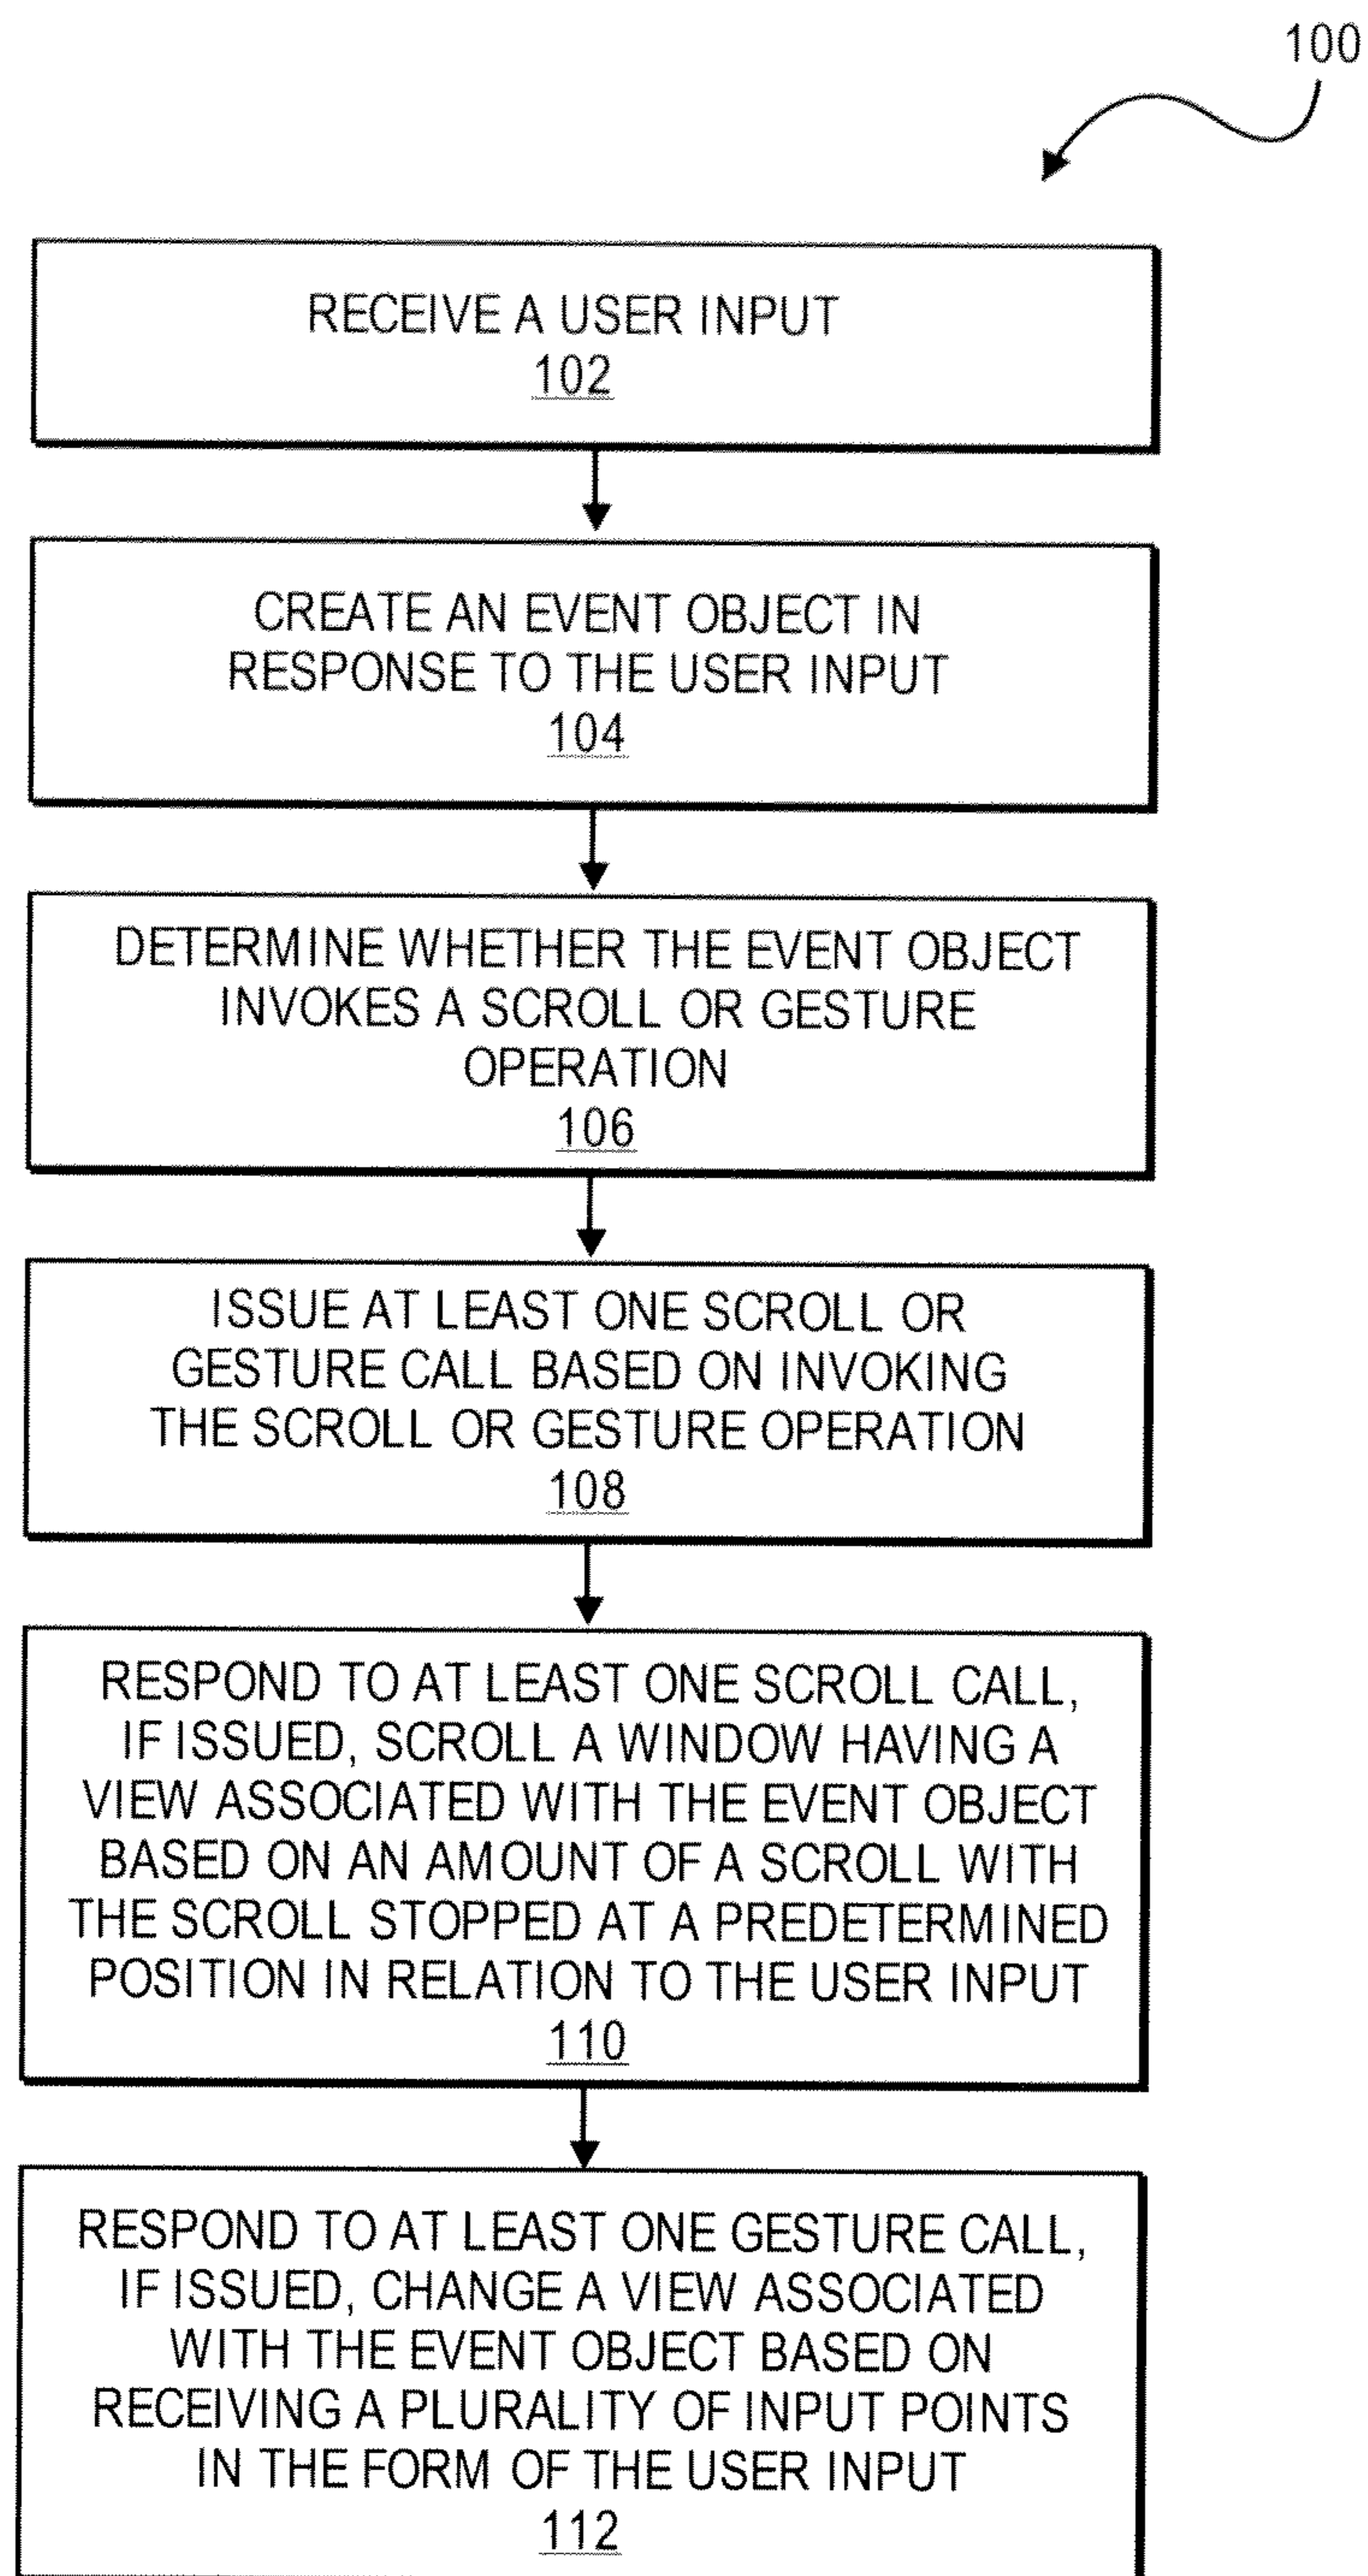 100
RECEIVE A USER INPUT
102
CREATE AN EVENT OBJECT IN
RESPONSE TO THE USER INPUT
104
DETERMINE WHETHER THE EVENT OBJECT
INVOKES A SCROLL OR GESTURE
OPERATION
106
ISSUE AT LEAST ONE SCROLL OR
GESTURE CALL BASED ON INVOKING
THE SCROLL OR GESTURE OPERATION
108
RESPOND TO AT LEAST ONE SCROLL CALL,
IF ISSUED, SCROLL A WINDOW HAVING A
VIEW ASSOCIATED WITH THE EVENT OBJECT
BASED ON AN AMOUNT OF A SCROLL WITH
THE SCROLL STOPPED AT A PREDETERMINED
POSITION IN RELATION TO THE USER INPUT
110
RESPOND TO AT LEAST ONE GESTURE CALL,
IF ISSUED, CHANGE A VIEW ASSOCIATED
WITH THE EVENT OBJECT BASED ON
RECEIVING A PLURALITY OF INPUT POINTS
IN THE FORM OF THE USER INPUT
112